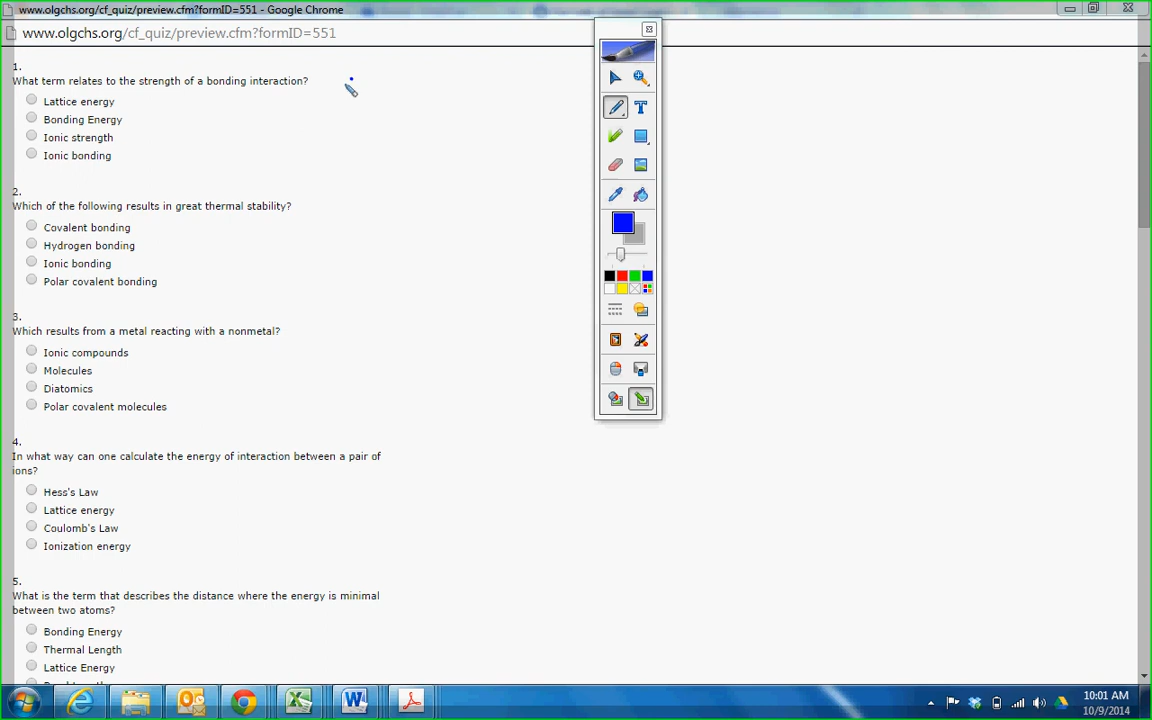 www.olgchs.org/cf_quiz/preview.cfm?formID=551 - Google Chrome
www.olgchs.org/cf_quiz/preview.cfm?formID=551
1.
What term relates to the strength of a bonding interaction?
Lattice energy
Bonding Energy
Ionic strength
Ionic bonding
2.
Which of the following results in great thermal stability?
Covalent bonding
Hydrogen bonding
Ionic bonding
Polar covalent bonding
3.
Which results from a metal reacting with a nonmetal?
Ionic compounds
Molecules
Diatomics
Polar covalent molecules
4.
In what way can one calculate the energy of interaction between a pair of
ions?
Hess's Law
Lattice energy
Coulomb's Law
Ionization energy
5.
What is the term that describes the distance where the energy is minimal
between two atoms?
Bonding Energy
Thermal Length
Lattice Energy
T
10:01 AM
10/9/2014